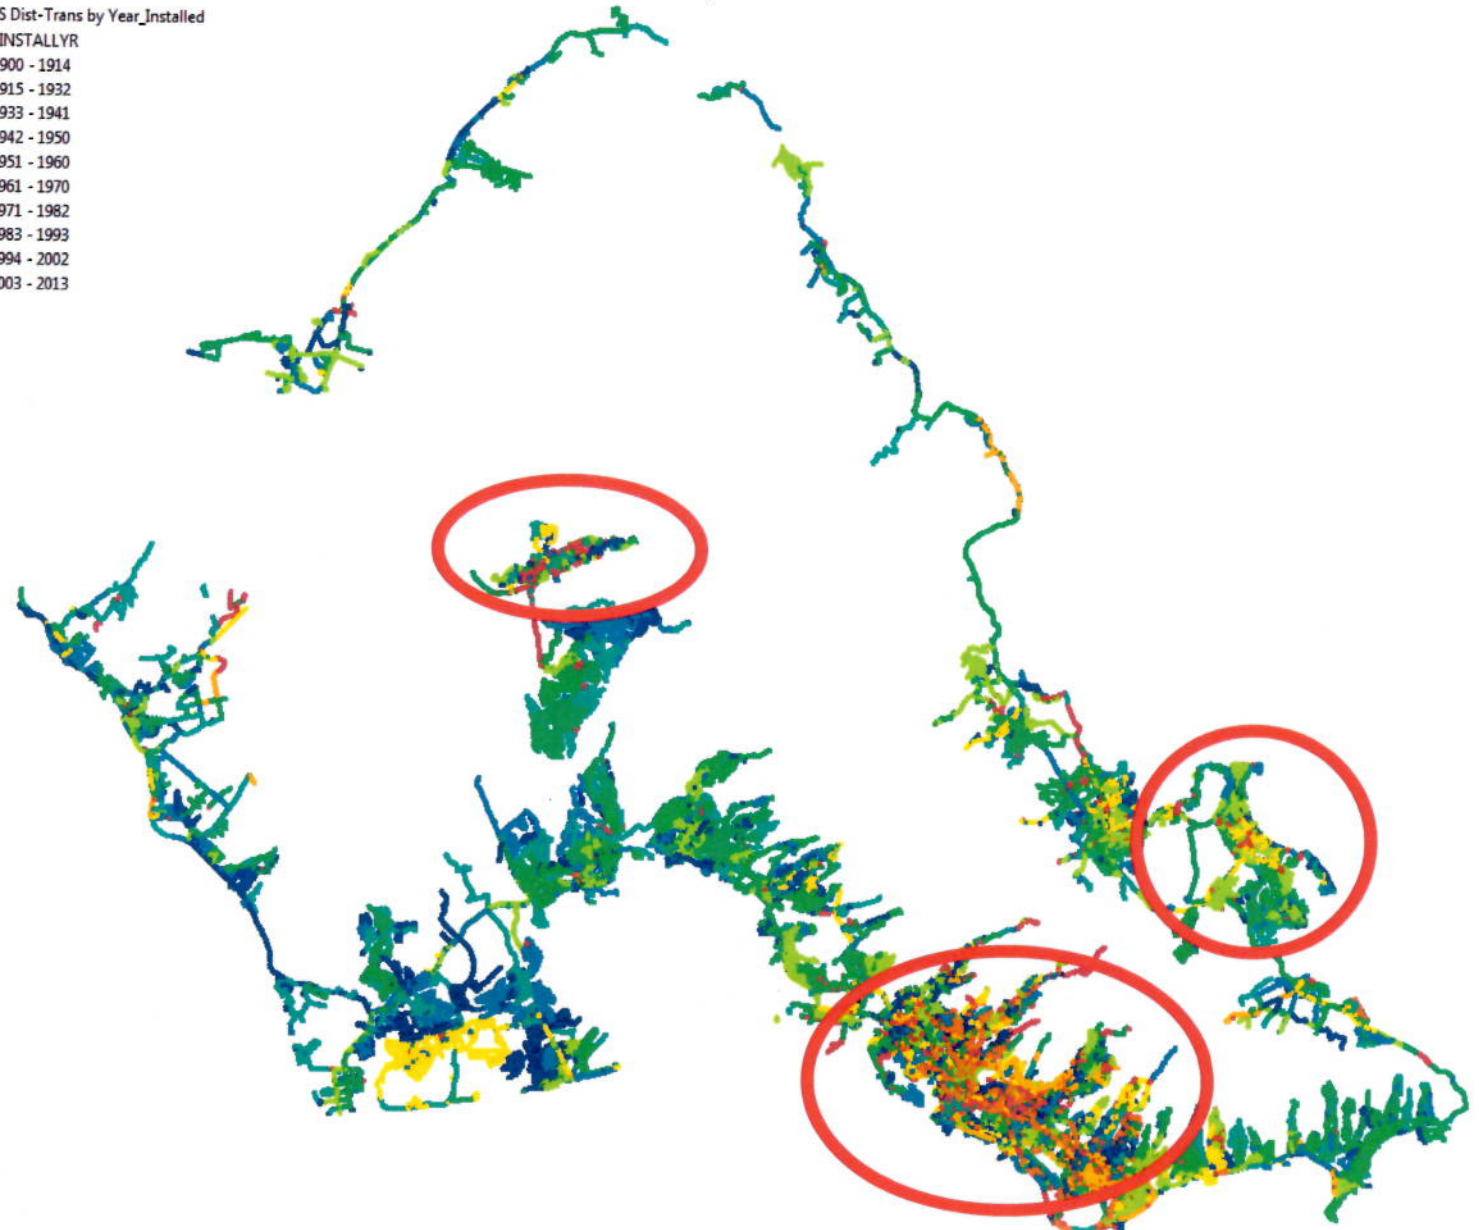 S Dist-Trans by Year_Installed
INSTALLYR
900 - 1914
915 - 1932
933 - 1941
942 - 1950
951 - 1960
961 - 1970
971 - 1982
983 - 1993
994 - 2002
003 - 2013